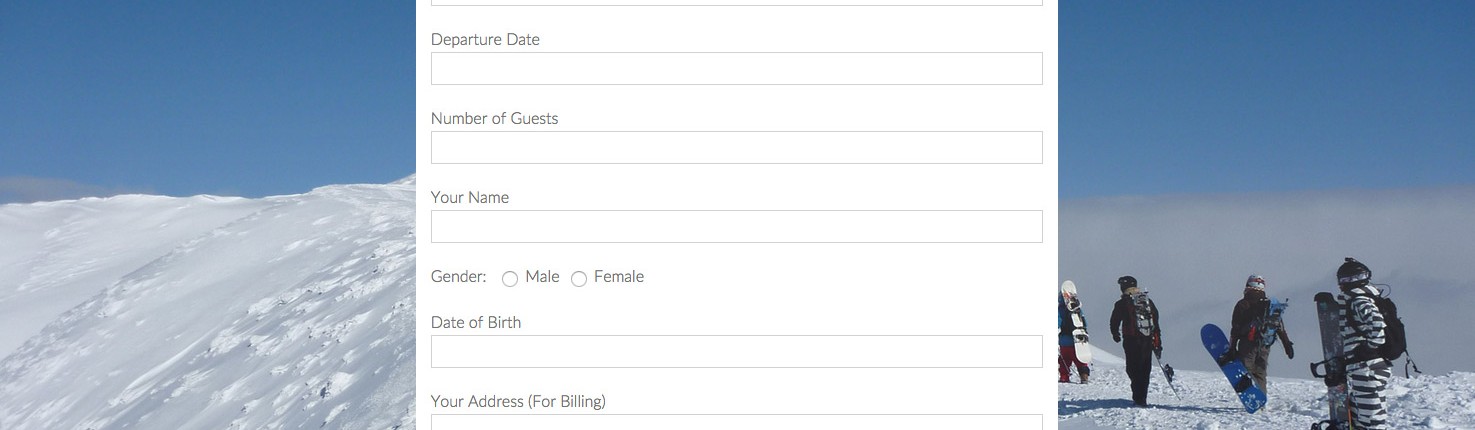 Departure Date
Number of Guests
Your Name
Gender: Male Female
Date of Birth
Your Address (For Billing)